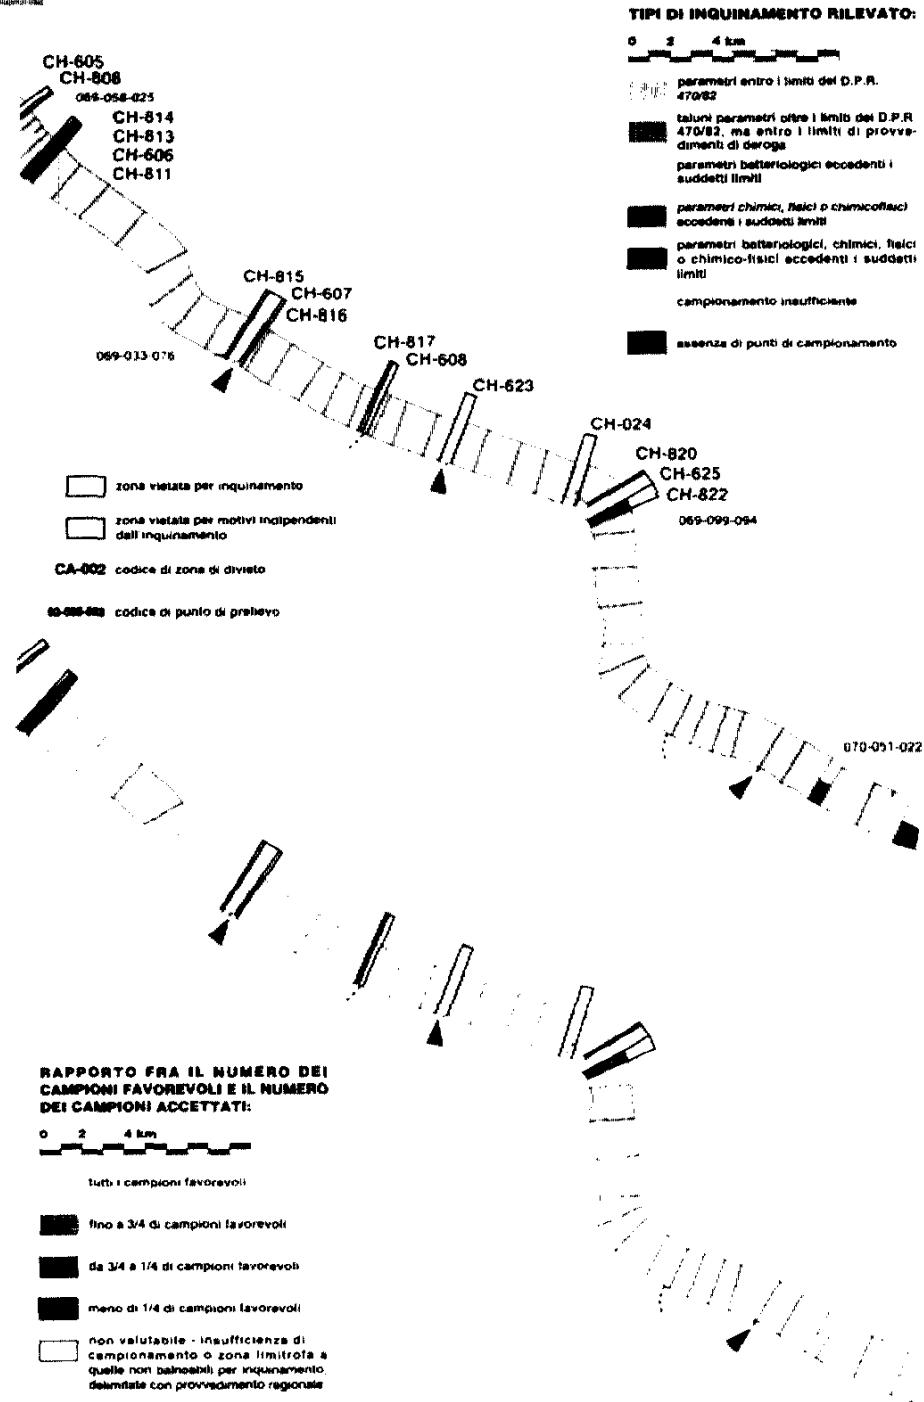 TIPI DI INQUINAMENTO RILEVATO:
0 2 4 km
parametri entro i limiti del D.P.R.
470/82
taluni parametri oltre i limiti del D.P.R
470/82, ma entro i limiti di provve-
dimenti di deroga
parametri batteriologici eccedenti i
suddetti limiti
parametri chimici, fisici o chimicofisici
eccedenti i suddetti limiti
parametri batteriologici, chimici, fisici
o chimico-fisici eccedenti i suddetti
limiti
campionamento insufficiente
assenza di punti di campionamento
CH-605
CH-808
069-058-025
CH-814
CH-813
CH-606
CH-811
CH-815
CH-607
CH-816
069-033-076
CH-817
CH-608
CH-623
CH-024
CH-820
CH-625
CH-822
069-099-094
070-051-022
zona vietata per inquinamento
zona vietata per motivi indipendenti
dall inquinamento
CA-002 codice di zona di divieto
codice di punto di prelievo
RAPPORTO FRA IL NUMERO DEI
CAMPIONI FAVOREVOLI E IL NUMERO
DEI CAMPIONI ACCETTATI:
0 2 4 km
tutti i campioni favorevoli
fino a 3/4 di campioni favorevoli
da 3/4 a 1/4 di campioni favorevoli
meno di 1/4 di campioni favorevoli
non valutabile - insufficienza di
campionamento o zona limitrofa a
quelle non balneabili per inquinamento,
delimitate con provvedimento regionale